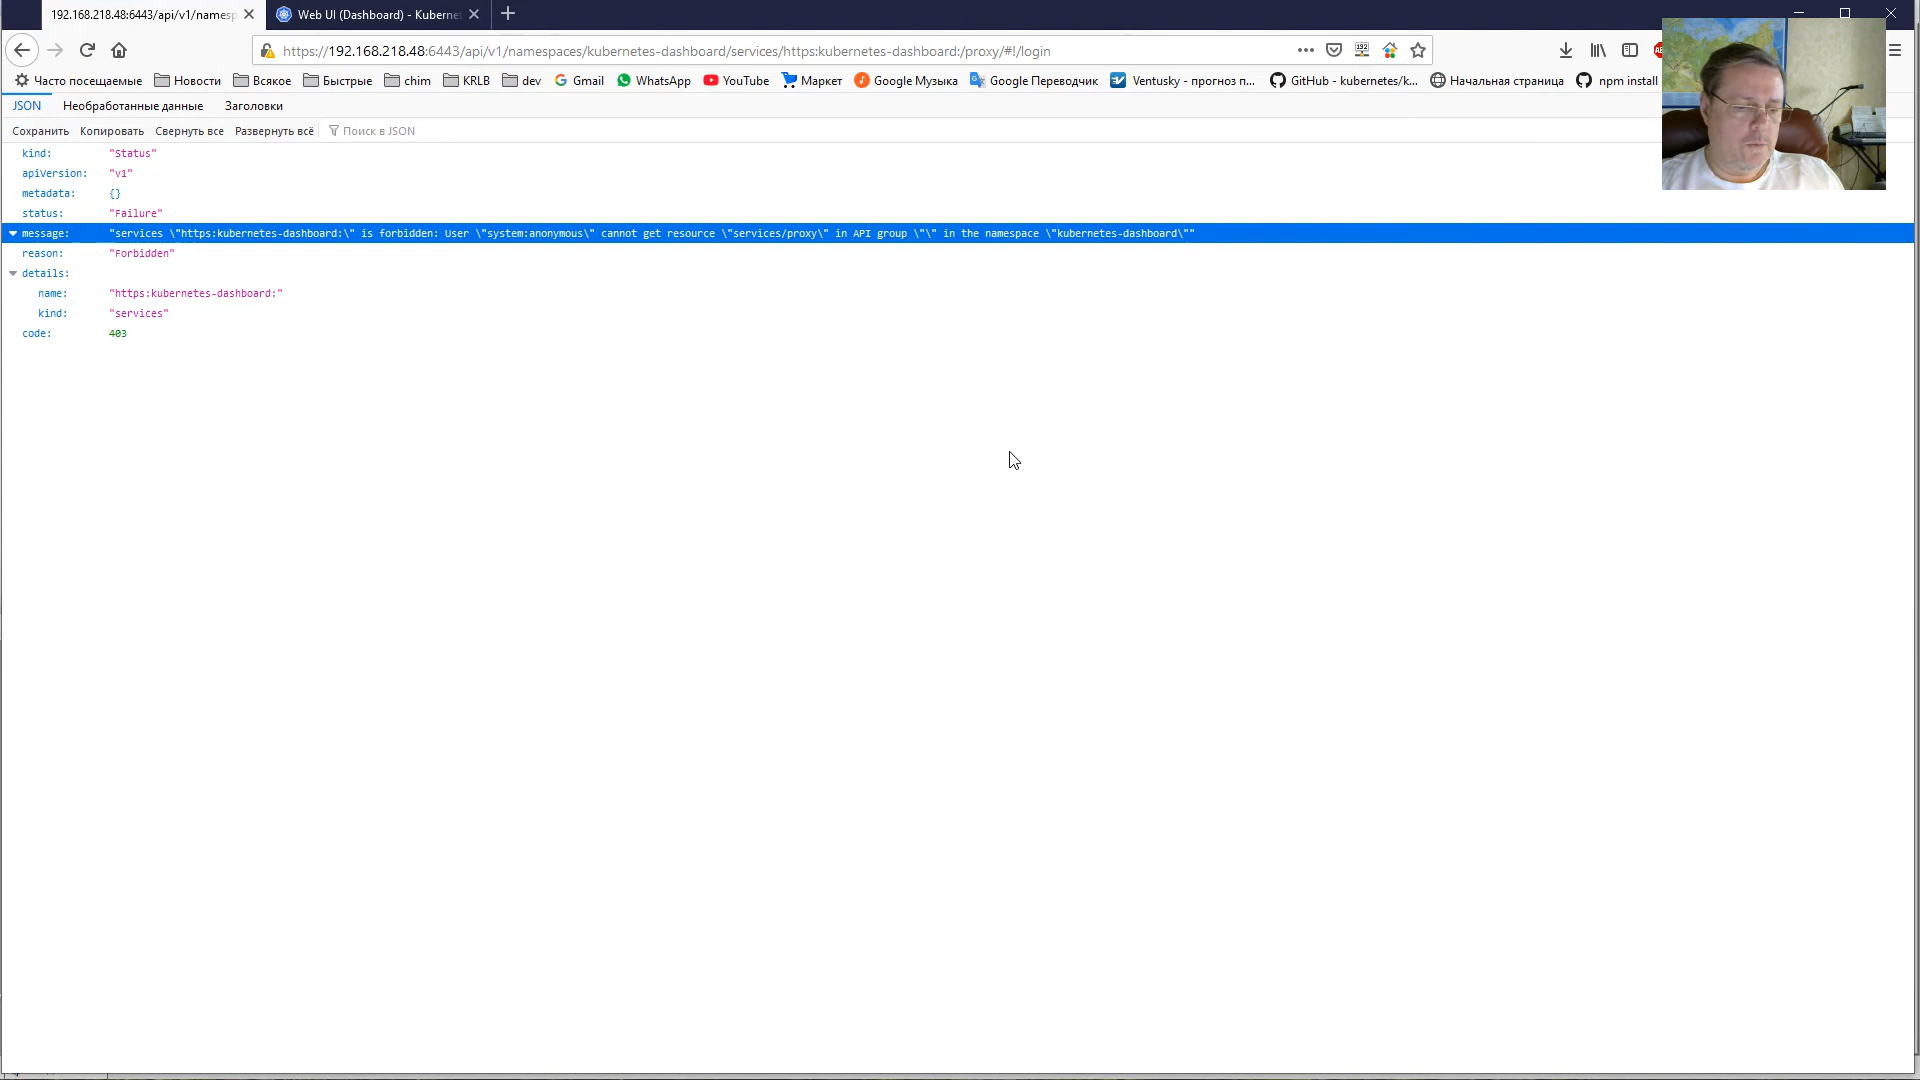 192.168.218.48:6443/api/v1/namesp
Web UI (Dashboard) - Kuberne
https://192.168.218.48:6443/api/v1/namespaces/kubernetes-dashboard/services/https:kubernetes-dashboard:/proxy/#!/login
Часто посещаемые Новости Всякое Быстрые chim KRLB dev Gmail WhatsApp YouTube Маркет Google Музыка Google Переводчик Ventusky - прогноз п... GitHub - kubernetes/k... Начальная страница npm install
JSON Необработанные данные Заголовки
Сохранить Копировать Свернуть все Развернуть всё Поиск в JSON
kind: "Status"
apiVersion: "v1"
metadata: {}
status: "Failure"
message: "services \"https:kubernetes-dashboard:\" is forbidden: User \"system:anonymous\" cannot get resource \"services/proxy\" in API group \"\" in the namespace \"kubernetes-dashboard\""
reason: "Forbidden"
details:
name: "https:kubernetes-dashboard:"
kind: "services"
code: 403